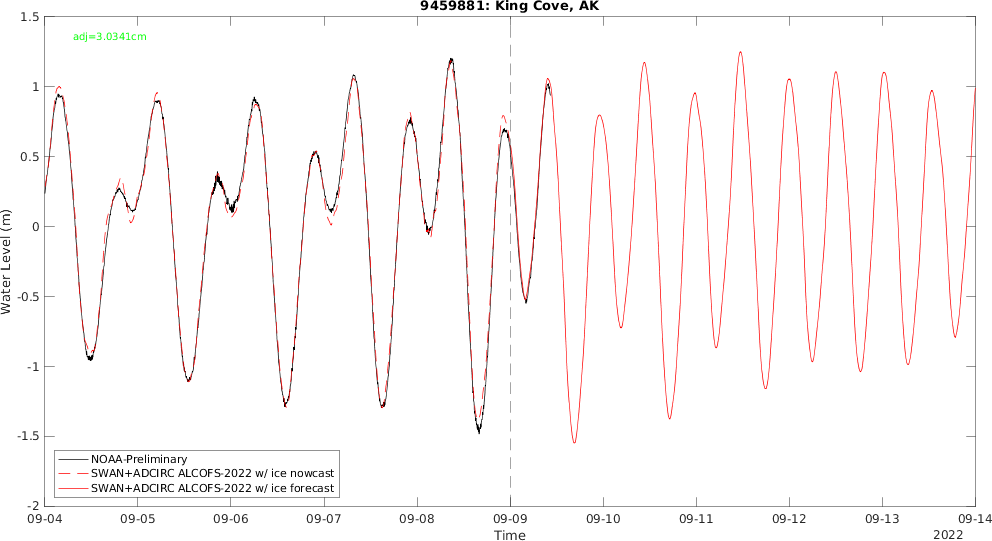 9459881: King Cove, AK
adj=3.0341cm
1.5
1
0.5
0
-0.5
-1
-1.5
-2
Water Level (m)
NOAA-Preliminary
SWAN+ADCIRC ALCOFS-2022 w/ ice nowcast
SWAN+ADCIRC ALCOFS-2022 w/ ice forecast
09-04 09-05 09-06 09-07 09-08 09-09 09-10 09-11 09-12 09-13 09-14
Time
2022